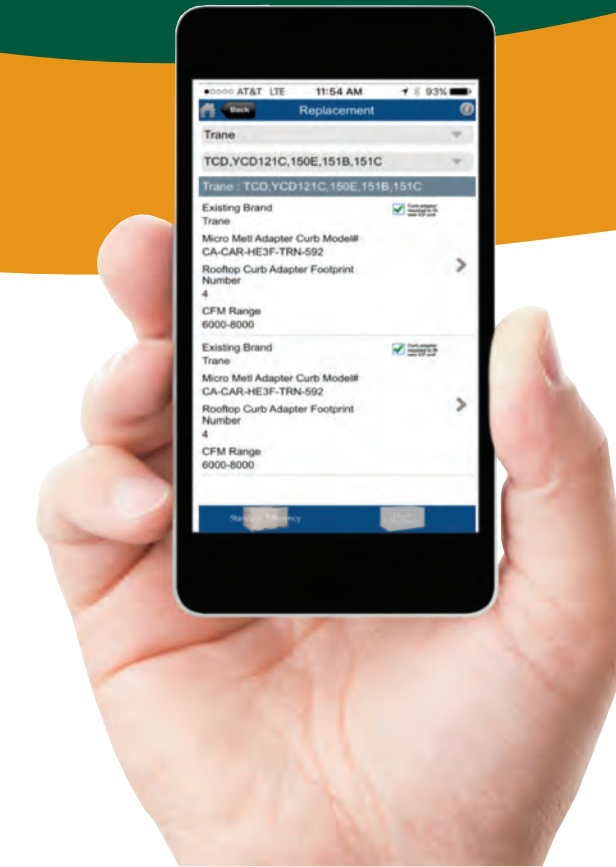 AT&T LTE 11:54 AM 93%
Back Replacement
Trane
TCD,YCD121C,150E,151B,151C
Trane : TCD,YCD121C,150E,151B,151C
Existing Brand
Trane
Micro Metl Adapter Curb Model#
CA-CAR-HE3F-TRN-592
Rooftop Curb Adapter Footprint
Number
4
CFM Range
6000-8000
Existing Brand
Trane
Micro Metl Adapter Curb Model#
CA-CAR-HE3F-TRN-592
Rooftop Curb Adapter Footprint
Number
4
CFM Range
6000-8000
Standard Efficiency